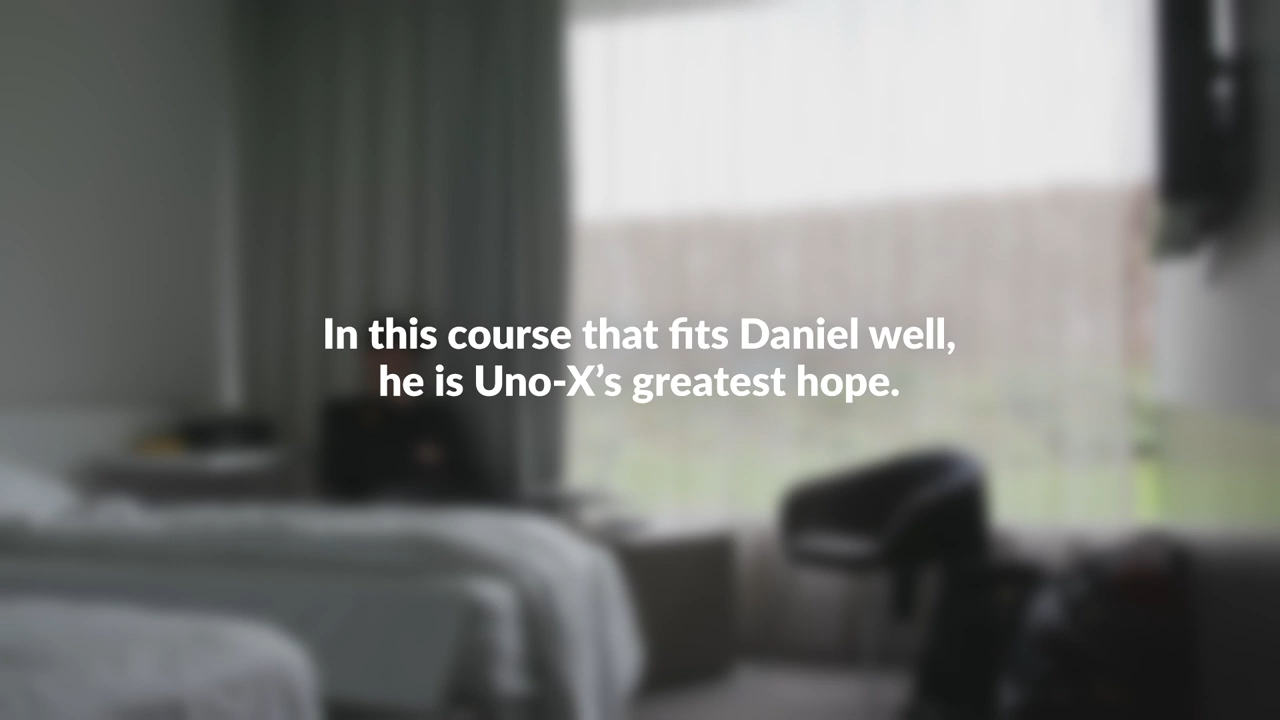 In this course that fits Daniel well,
he is Uno-X’s greatest hope.